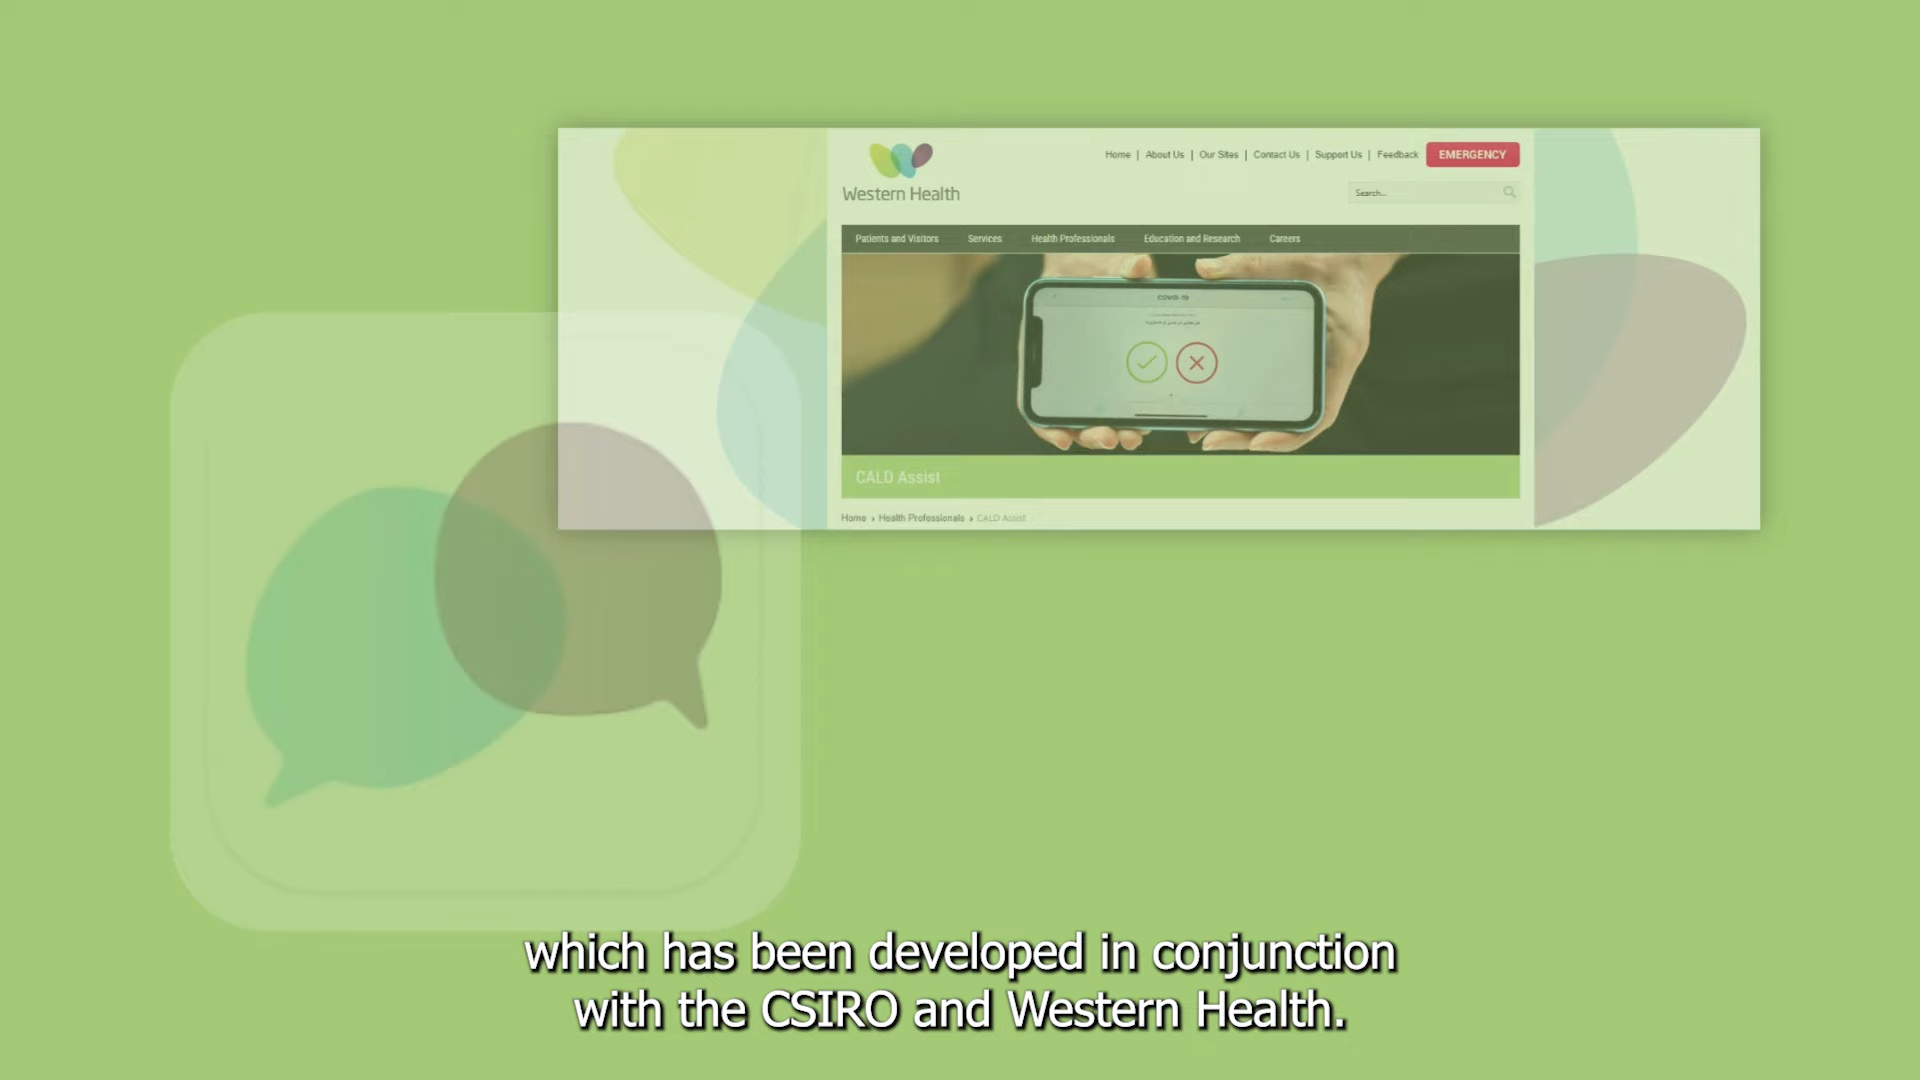 Western Health
Home | About Us | Our Sites | Contact Us | Support Us | Feedback
EMERGENCY
Search...
Patients and Visitors Services Health Professionals Education and Research Careers
COVID-19
CALD Assist
Home › Health Professionals › CALD Assist
which has been developed in conjunction
with the CSIRO and Western Health.